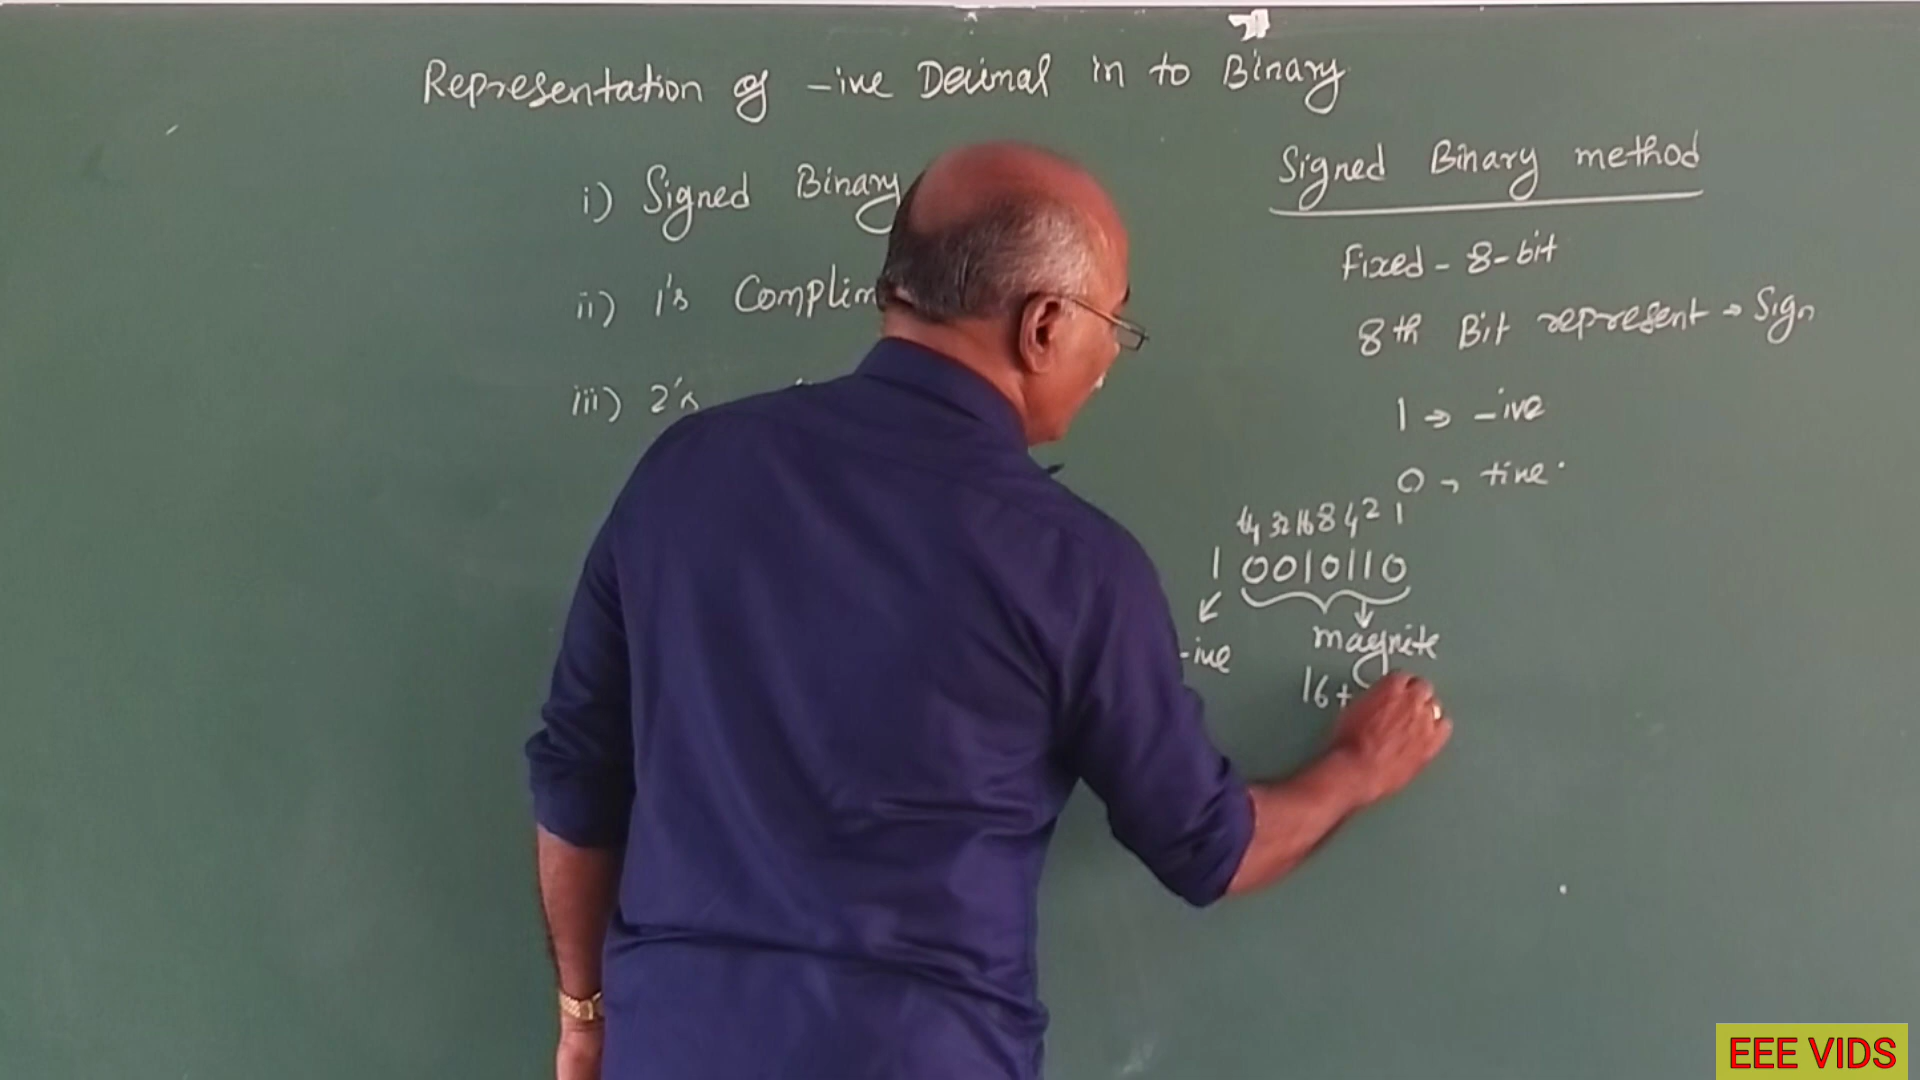 Representation of -ive Decimal in to Binary
i) Signed Binary
ii) 1's Complim
iii) 2's
Signed Binary method
Fixed - 8-bit
8th Bit represent → Sign
1 → -ive
0 → +ive.
64 32 16 8 4 2 1
1 0010110
-ive
magnite
16+
EEE VIDS